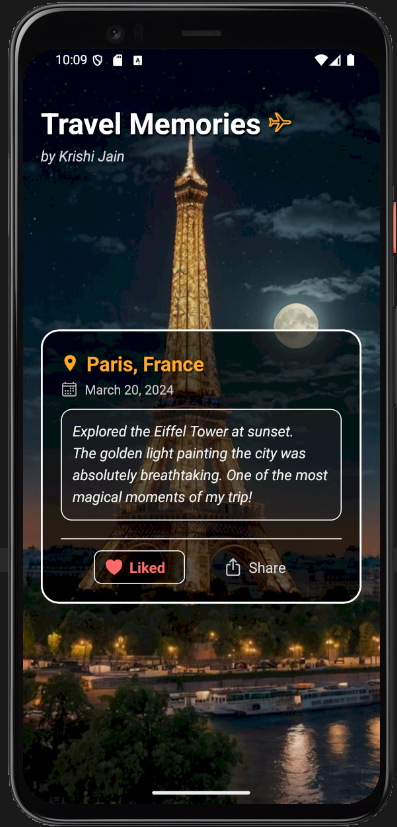 10:09
Travel Memories
by Krishi Jain
Paris, France
March 20, 2024
Explored the Eiffel Tower at sunset.
The golden light painting the city was
absolutely breathtaking. One of the most
magical moments of my trip!
Liked
Share